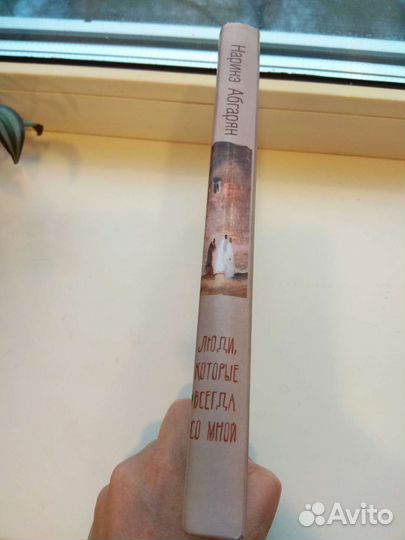 Наринэ Абгарян
ЛЮДИ,
КОТОРЫЕ
ВСЕГДА
СО МНОЙ
Avito